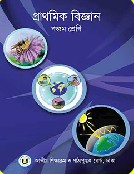 প্রাথমিক বিজ্ঞান
পঞ্চম শ্রেণি
জাতীয় শিক্ষাক্রম ও পাঠ্যপুস্তক বোর্ড, ঢাকা